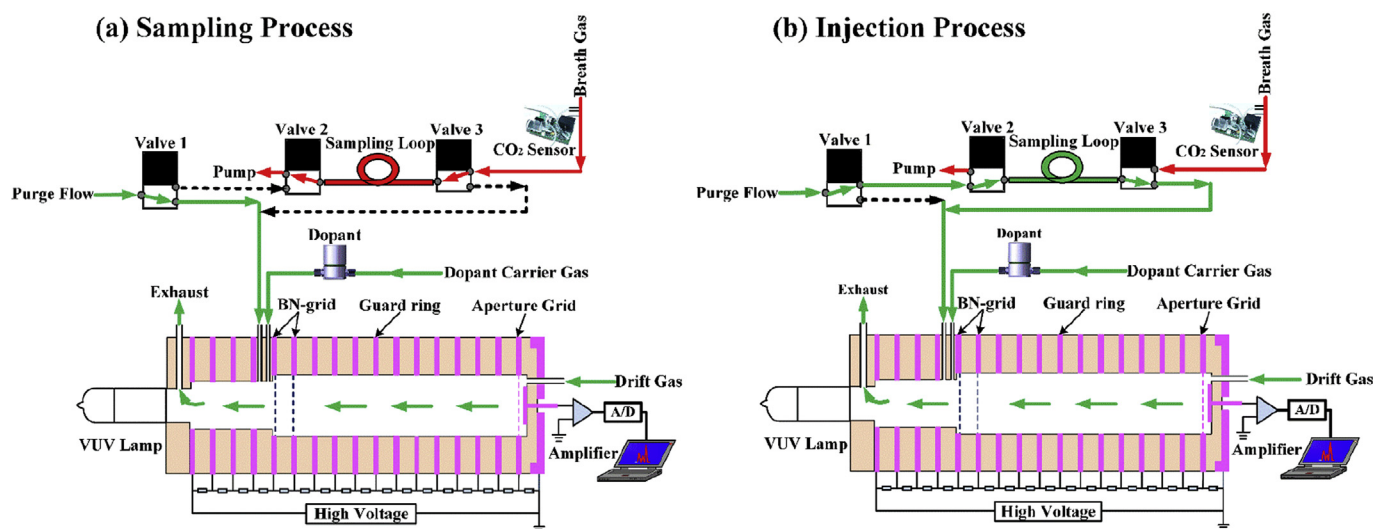 (a) Sampling Process
Breath Gas
Valve 1
Valve 2
Sampling Loop
Valve 3
CO₂ Sensor
Pump
Purge Flow
Dopant
Dopant Carrier Gas
Exhaust
BN-grid
Guard ring
Aperture Grid
Drift Gas
A/D
VUV Lamp
Amplifier
High Voltage
(b) Injection Process
Breath Gas
Valve 1
Valve 2
Sampling Loop
Valve 3
CO₂ Sensor
Pump
Purge Flow
Dopant
Dopant Carrier Gas
Exhaust
BN-grid
Guard ring
Aperture Grid
Drift Gas
A/D
VUV Lamp
Amplifier
High Voltage